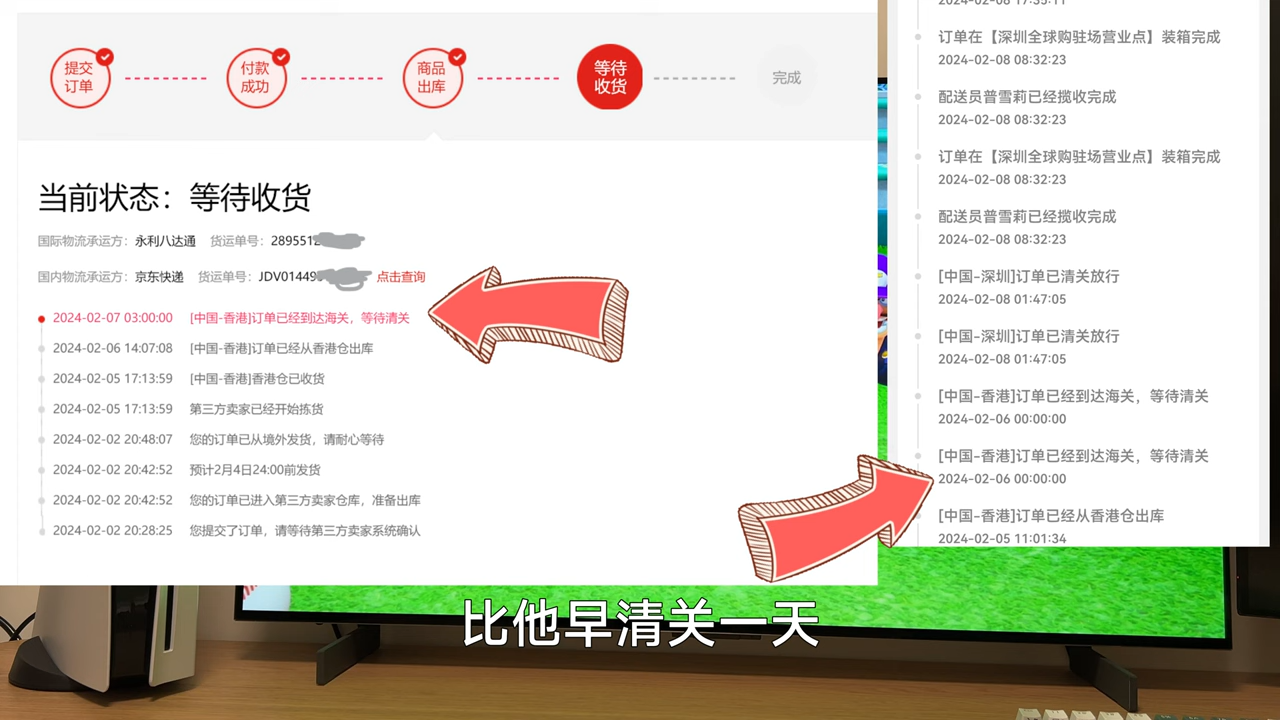 提交
订单
付款
成功
商品
出库
等待
收货
完成
当前状态：等待收货
国际物流承运方：永利八达通 货运单号：289551
国内物流承运方：京东快递 货运单号：JDV01449 点击查询
2024-02-07 03:00:00 [中国-香港]订单已经到达海关，等待清关
2024-02-06 14:07:08 [中国-香港]订单已经从香港仓出库
2024-02-05 17:13:59 [中国-香港]香港仓已收货
2024-02-05 17:13:59 第三方卖家已经开始拣货
2024-02-02 20:48:07 您的订单已从境外发货，请耐心等待
2024-02-02 20:42:52 预计2月4日24:00前发货
2024-02-02 20:42:52 您的订单已进入第三方卖家仓库，准备出库
2024-02-02 20:28:25 您提交了订单，请等待第三方卖家系统确认
订单在【深圳全球购驻场营业点】装箱完成
2024-02-08 08:32:23
配送员普雪莉已经揽收完成
2024-02-08 08:32:23
订单在【深圳全球购驻场营业点】装箱完成
2024-02-08 08:32:23
配送员普雪莉已经揽收完成
2024-02-08 08:32:23
[中国-深圳]订单已清关放行
2024-02-08 01:47:05
[中国-深圳]订单已清关放行
2024-02-08 01:47:05
[中国-香港]订单已经到达海关，等待清关
2024-02-06 00:00:00
[中国-香港]订单已经到达海关，等待清关
2024-02-06 00:00:00
[中国-香港]订单已经从香港仓出库
2024-02-05 11:01:34
比他早清关一天